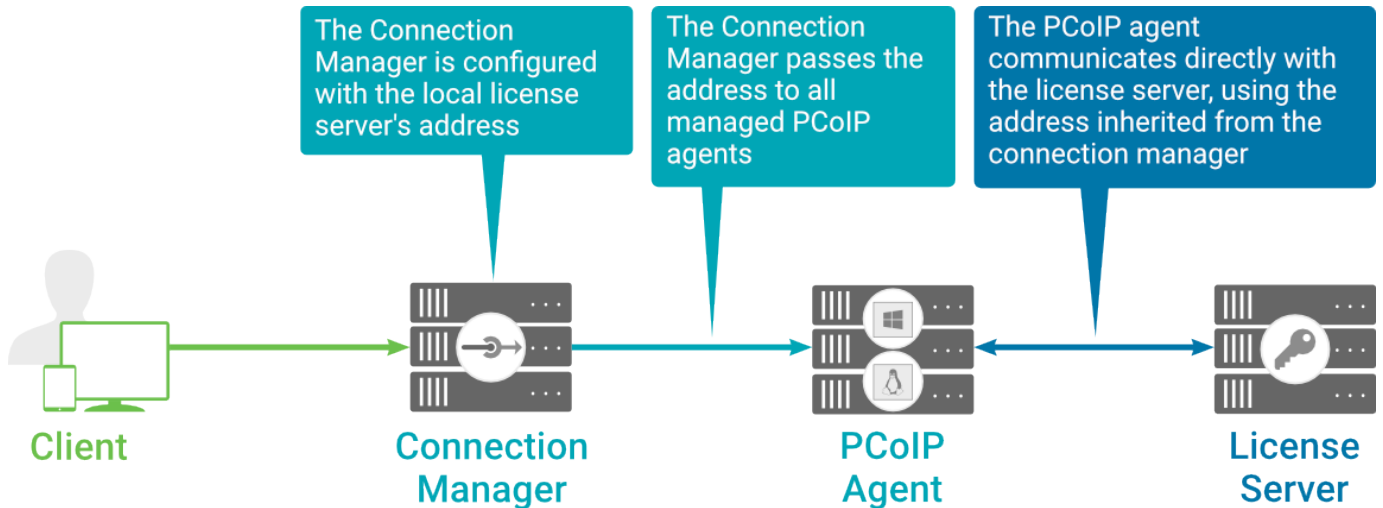 The Connection
Manager is configured
with the local license
server's address
The Connection
Manager passes the
address to all
managed PCoIP
agents
The PCoIP agent
communicates directly with
the license server, using the
address inherited from the
connection manager
Client
Connection
Manager
PCoIP
Agent
License
Server